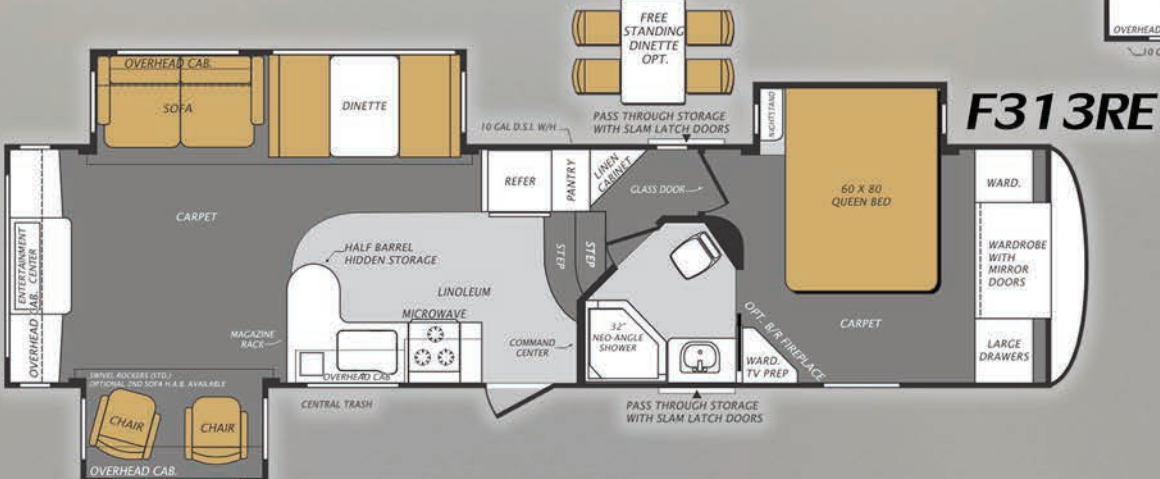 FREE
STANDING
DINETTE
OPT.
OVERHEAD
10 G
F313RE
OVERHEAD CAB.
SOFA
DINETTE
10 GAL D.S.I. W/H
PASS THROUGH STORAGE
WITH SLAM LATCH DOORS
NIGHTSTAND
60 X 80
QUEEN BED
REFER
PANTRY
LINEN
CABINET
GLASS DOOR
WARD.
WARDROBE
WITH
MIRROR
DOORS
LARGE
DRAWERS
CARPET
ENTERTAINMENT
CENTER
OVERHEAD CAB.
HALF BARREL
HIDDEN STORAGE
STEP
STEP
LINOLEUM
MICROWAVE
MAGAZINE
RACK
COMMAND
CENTER
32"
NEO-ANGLE
SHOWER
OPT. B/R FIREPLACE
CARPET
WARD.
TV PREP
OVERHEAD CAB
SWIVEL ROCKERS (STD.)
OPTIONAL 2ND SOFA H.A.B. AVAILABLE
CENTRAL TRASH
PASS THROUGH STORAGE
WITH SLAM LATCH DOORS
CHAIR
CHAIR
OVERHEAD CAB.